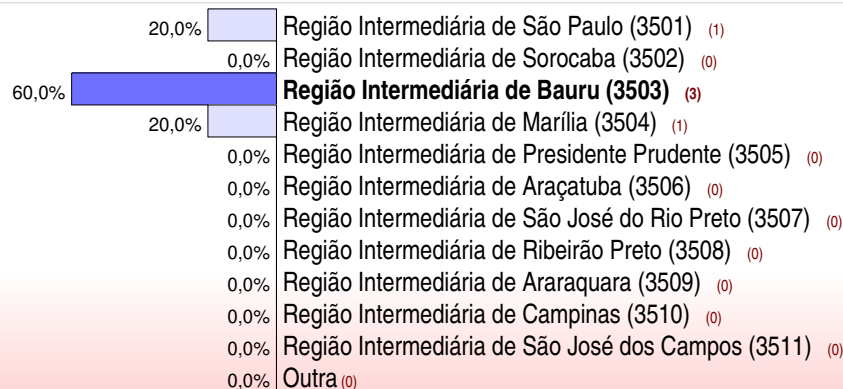 20,0% Região Intermediária de São Paulo (3501) (1)
0,0% Região Intermediária de Sorocaba (3502) (0)
60,0% Região Intermediária de Bauru (3503) (3)
20,0% Região Intermediária de Marília (3504) (1)
0,0% Região Intermediária de Presidente Prudente (3505) (0)
0,0% Região Intermediária de Araçatuba (3506) (0)
0,0% Região Intermediária de São José do Rio Preto (3507) (0)
0,0% Região Intermediária de Ribeirão Preto (3508) (0)
0,0% Região Intermediária de Araraquara (3509) (0)
0,0% Região Intermediária de Campinas (3510) (0)
0,0% Região Intermediária de São José dos Campos (3511) (0)
0,0% Outra (0)